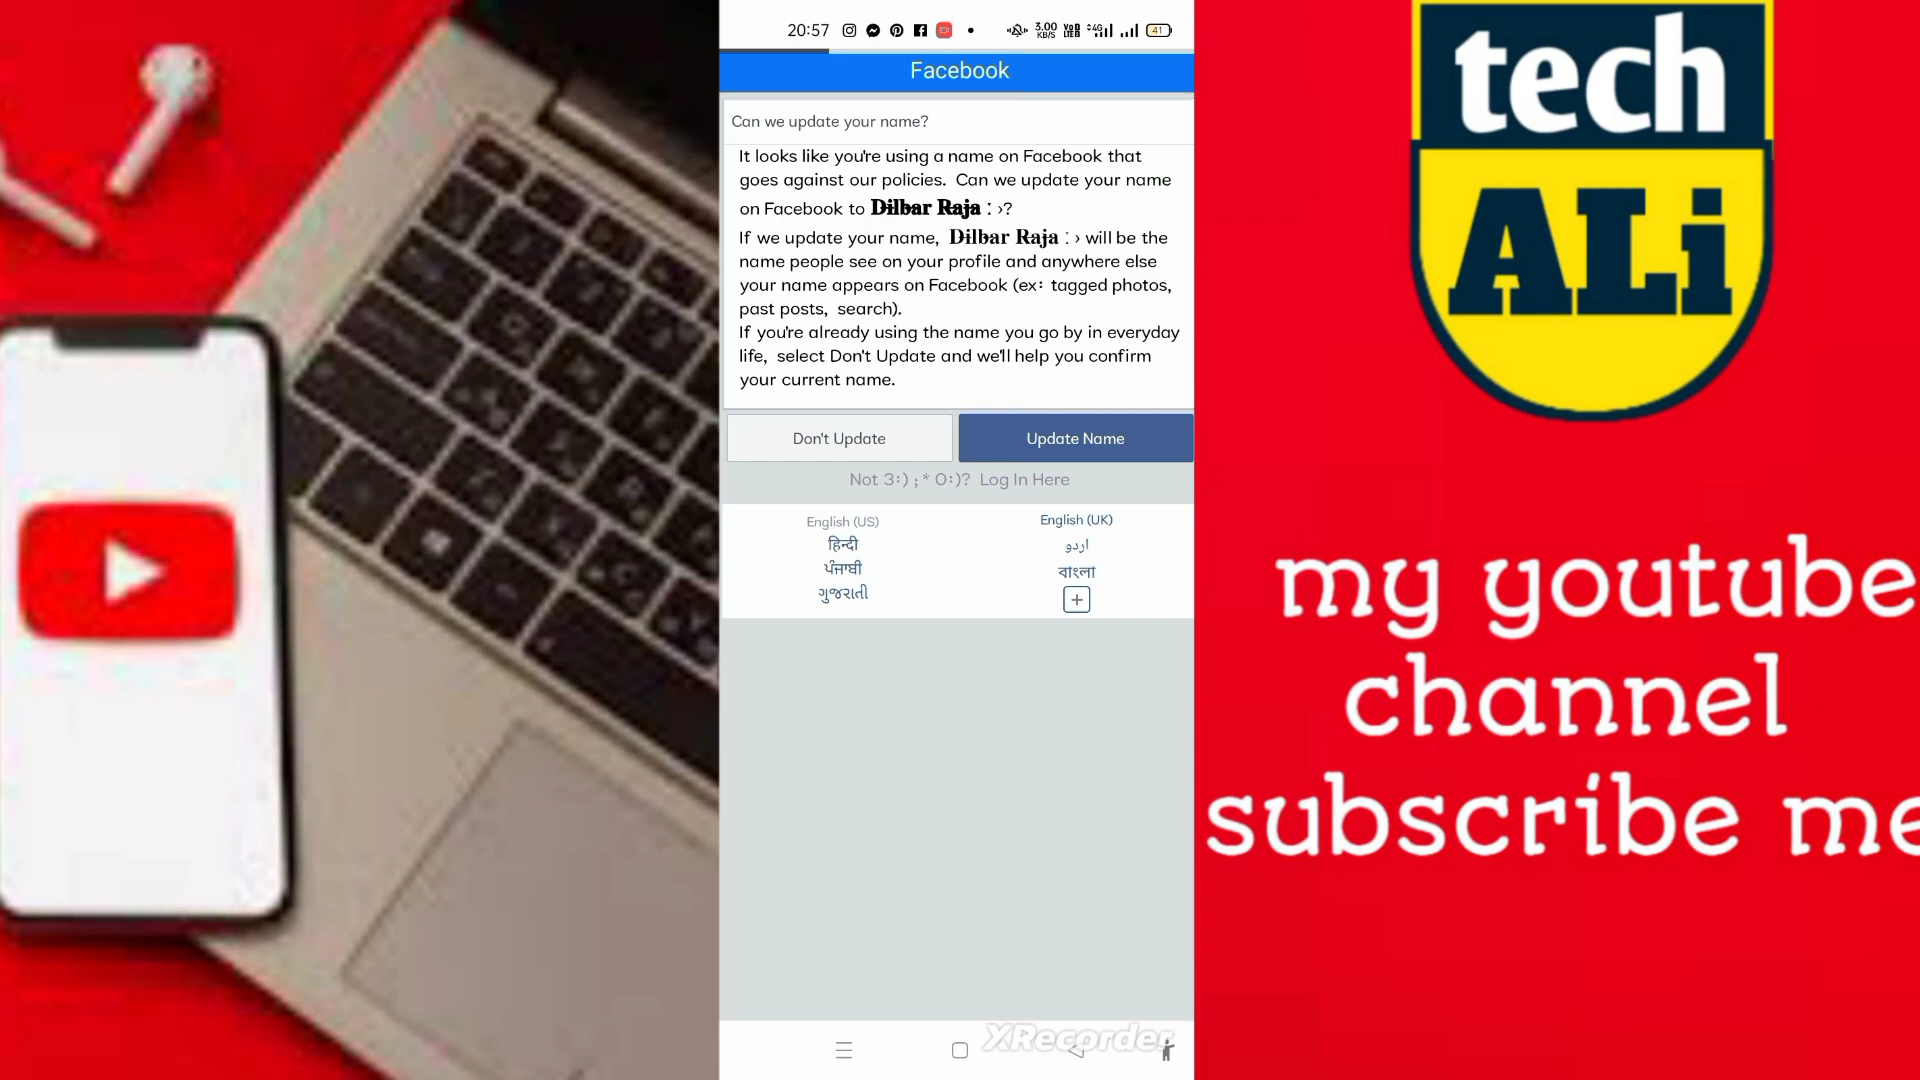 20:57
3.00 KB/S
4G
41
Facebook
Can we update your name?
It looks like you're using a name on Facebook that
goes against our policies. Can we update your name
on Facebook to Dilbar Raja : ›?
If we update your name, Dilbar Raja : › will be the
name people see on your profile and anywhere else
your name appears on Facebook (ex: tagged photos,
past posts, search).
If you're already using the name you go by in everyday
life, select Don't Update and we'll help you confirm
your current name.
Don't Update
Update Name
Not 3:) ;* O:)? Log In Here
English (US)
English (UK)
हिन्दी
اردو
ਪੰਜਾਬੀ
বাংলা
ગુજરાતી
XRecorder
tech
ALi
my youtube
channel
subscribe me